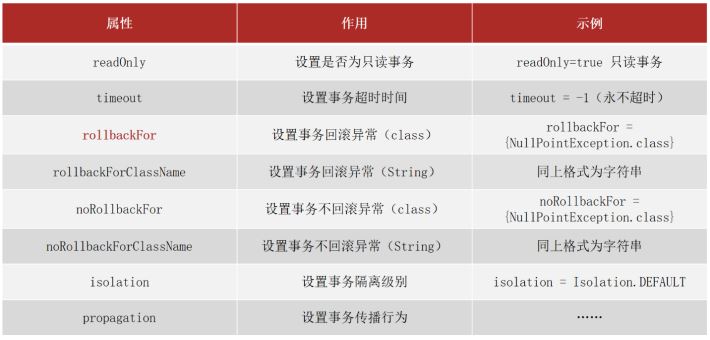 属性 作用 示例
readOnly 设置是否为只读事务 readOnly=true 只读事务
timeout 设置事务超时时间 timeout = -1（永不超时）
rollbackFor 设置事务回滚异常（class） rollbackFor =
{NullPointException.class}
rollbackForClassName 设置事务回滚异常（String） 同上格式为字符串
noRollbackFor 设置事务不回滚异常（class） noRollbackFor =
{NullPointException.class}
noRollbackForClassName 设置事务不回滚异常（String） 同上格式为字符串
isolation 设置事务隔离级别 isolation = Isolation.DEFAULT
propagation 设置事务传播行为 ……